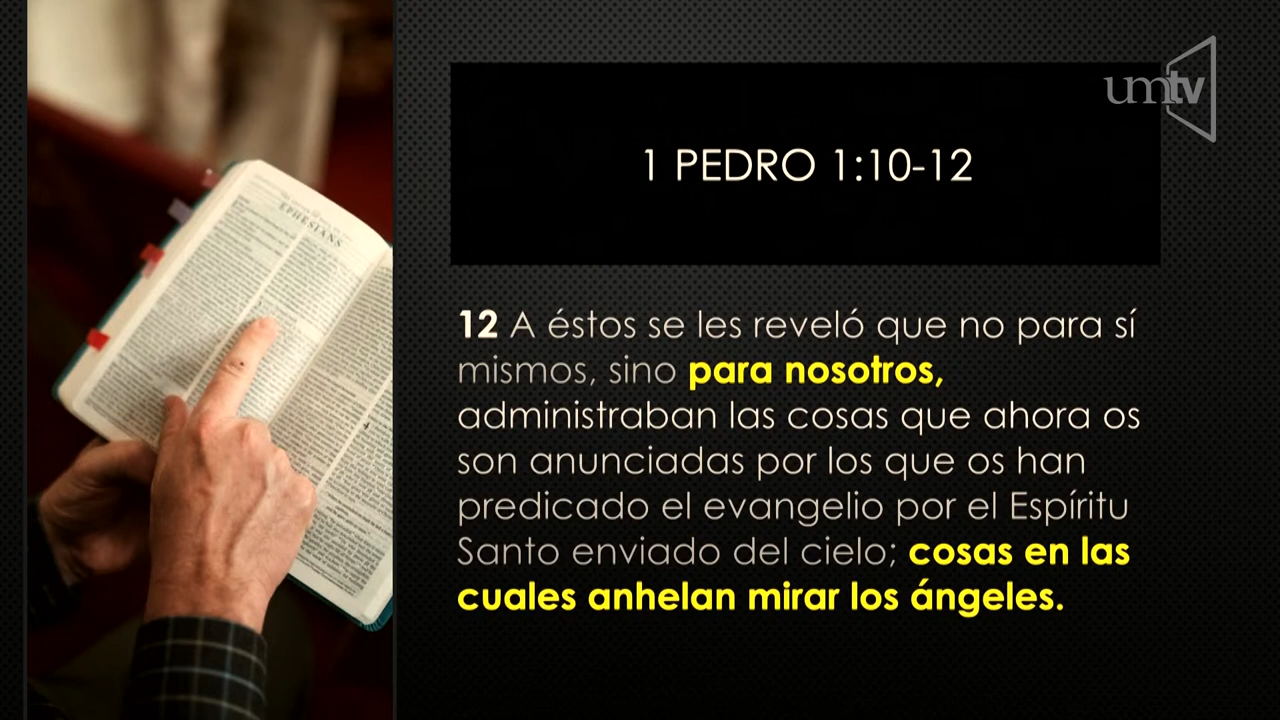 EPHESIANS
umtv
1 PEDRO 1:10-12
12 A éstos se les reveló que no para sí
mismos, sino para nosotros,
administraban las cosas que ahora os
son anunciadas por los que os han
predicado el evangelio por el Espíritu
Santo enviado del cielo; cosas en las
cuales anhelan mirar los ángeles.